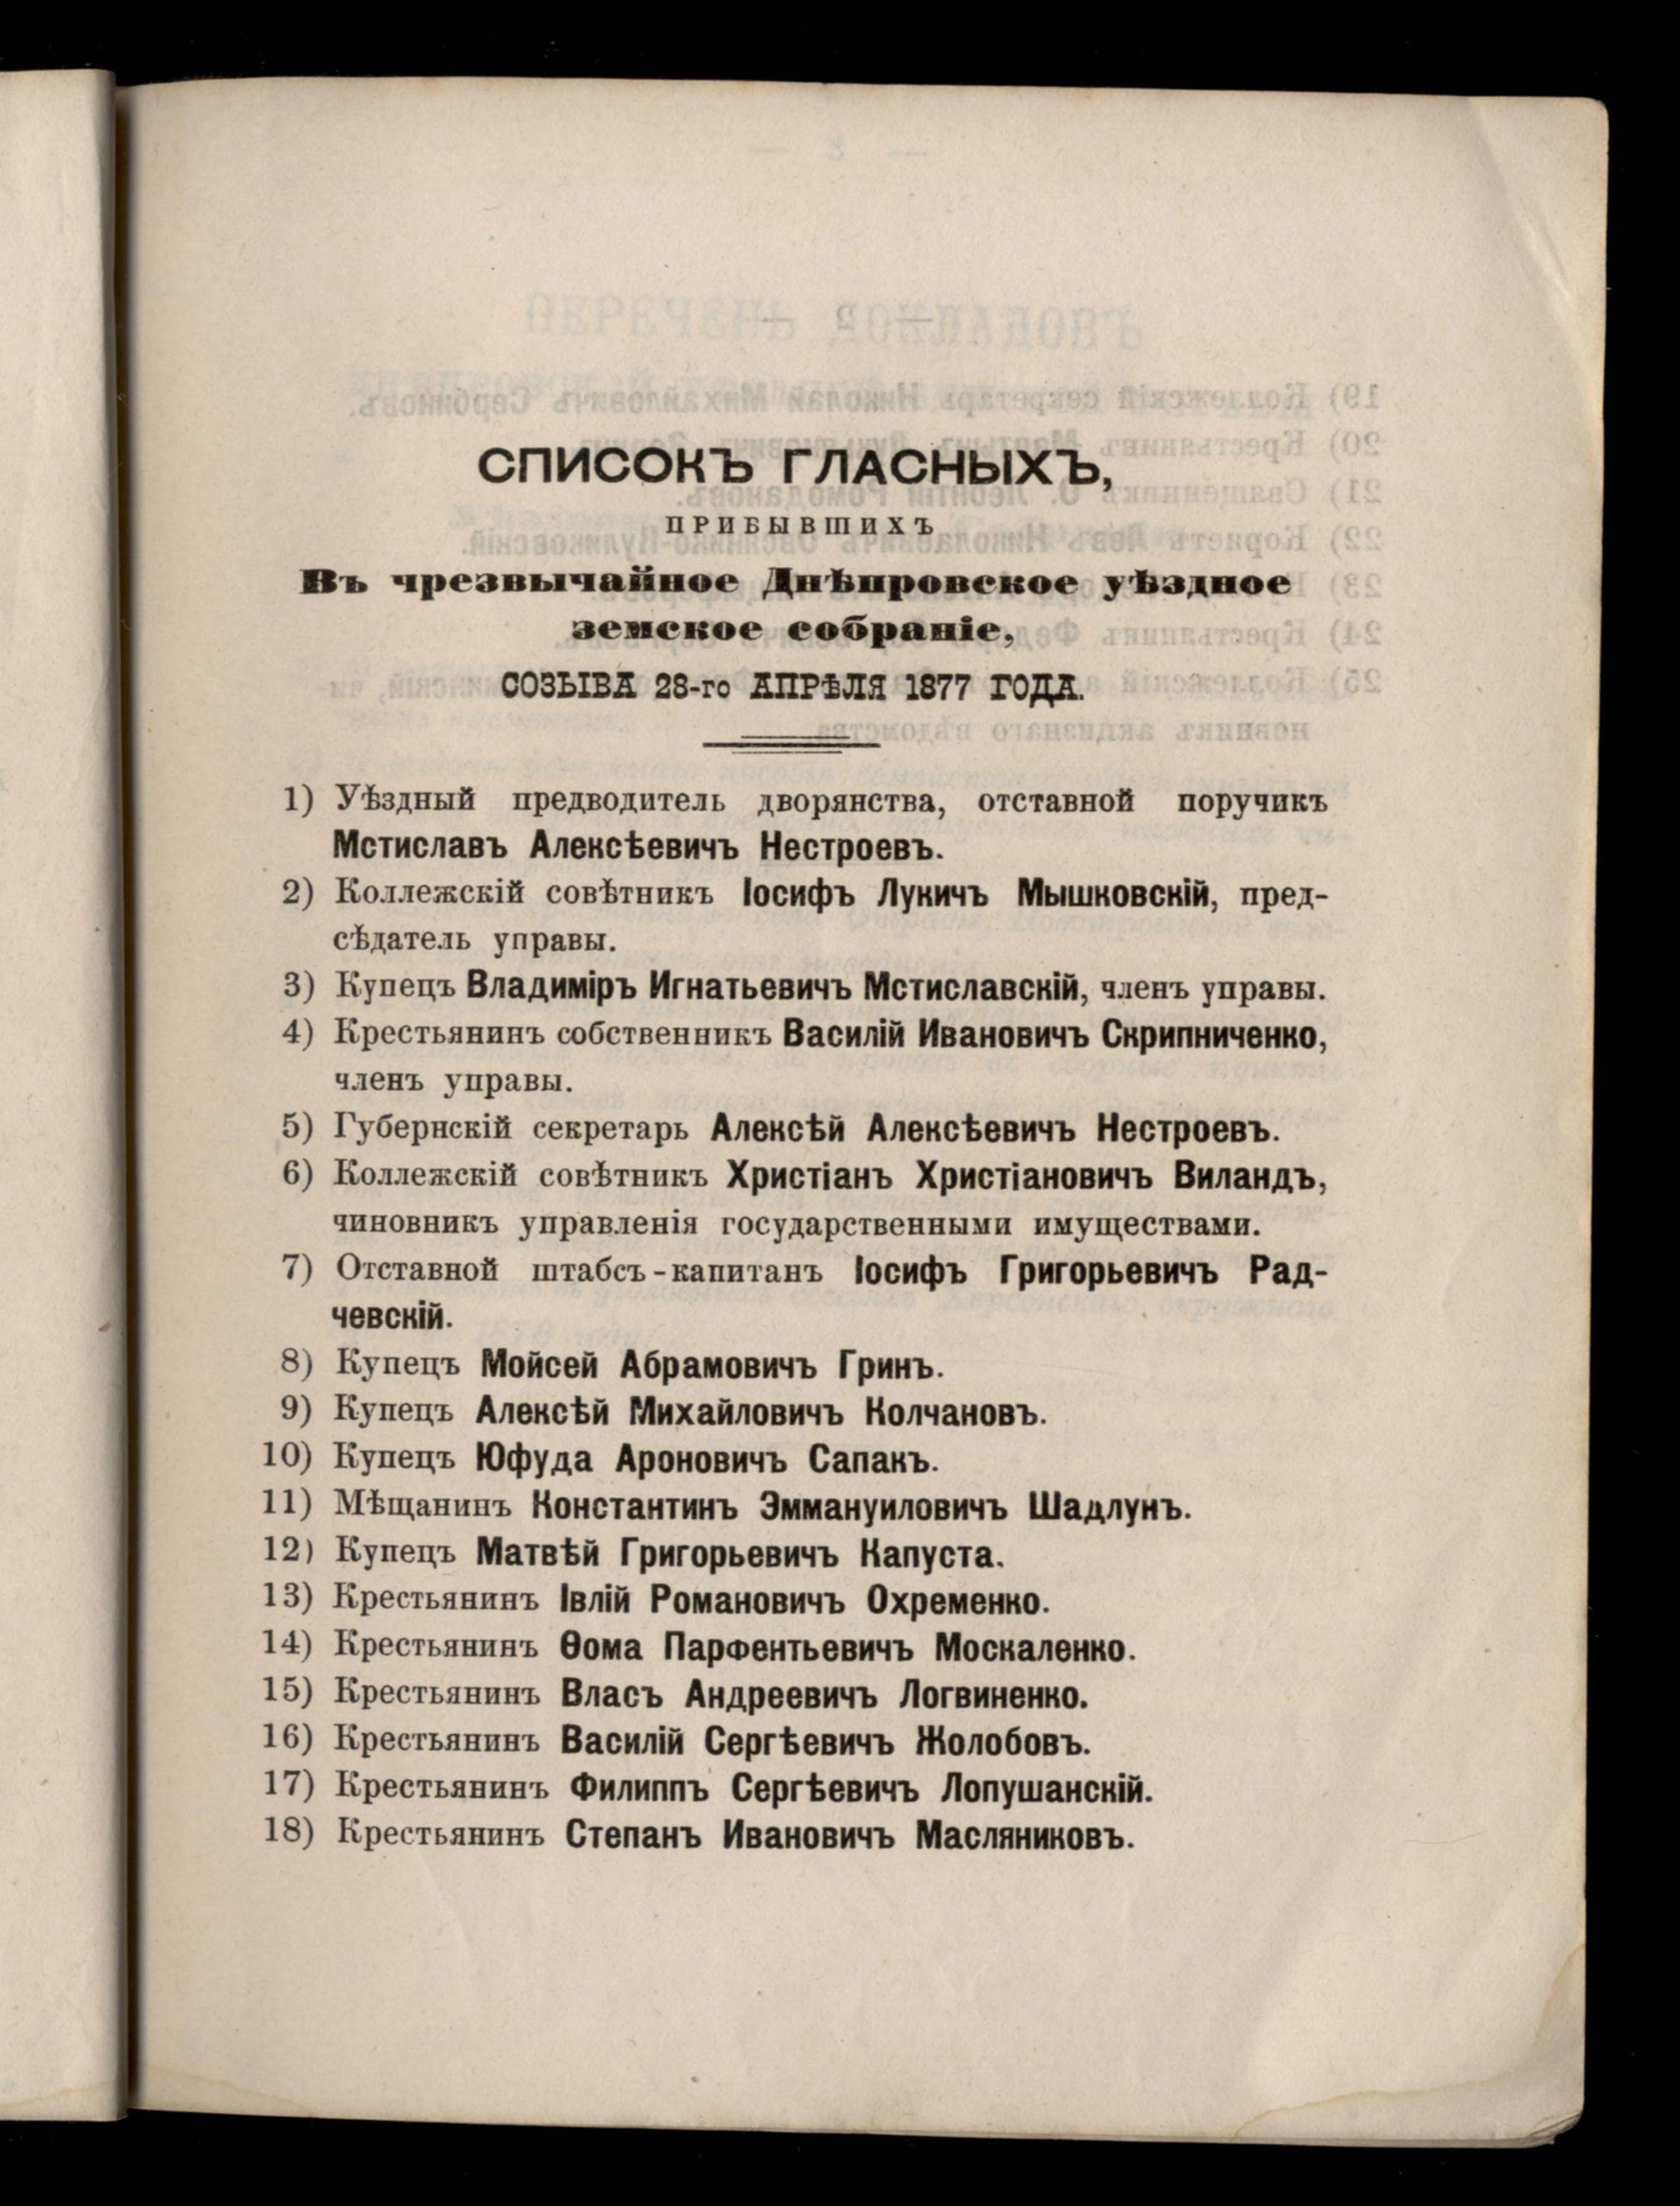 СПИСОКЪ ГЛАСНЫХЪ,
ПРИБЫВШИХЪ
Въ чрезвычайное Днѣпровское уѣздное
земское собраніе,
СОЗЫВА 28-го АПРѢЛЯ 1877 ГОДА.
1) Уѣздный предводитель дворянства, отставной поручикъ
Мстиславъ Алексѣевичъ Нестроевъ.
2) Коллежскій совѣтникъ Іосифъ Лукичъ Мышковскій, пред-
сѣдатель управы.
3) Купецъ Владиміръ Игнатьевичъ Мстиславскій, членъ управы.
4) Крестьянинъ собственникъ Василій Ивановичъ Скрипниченко,
членъ управы.
5) Губернскій секретарь Алексѣй Алексѣевичъ Нестроевъ.
6) Коллежскій совѣтникъ Христіанъ Христіановичъ Виландъ,
чиновникъ управленія государственными имуществами.
7) Отставной штабсъ-капитанъ Іосифъ Григорьевичъ Рад-
чевскій.
8) Купецъ Мойсей Абрамовичъ Гринъ.
9) Купецъ Алексѣй Михайловичъ Колчановъ.
10) Купецъ Юфуда Ароновичъ Сапакъ.
11) Мѣщанинъ Константинъ Эммануиловичъ Шадлунъ.
12) Купецъ Матвѣй Григорьевичъ Капуста.
13) Крестьянинъ Івлій Романовичъ Охременко.
14) Крестьянинъ Ѳома Парфентьевичъ Москаленко.
15) Крестьянинъ Власъ Андреевичъ Логвиненко.
16) Крестьянинъ Василій Сергѣевичъ Жолобовъ.
17) Крестьянинъ Филиппъ Сергѣевичъ Лопушанскій.
18) Крестьянинъ Степанъ Ивановичъ Масляниковъ.